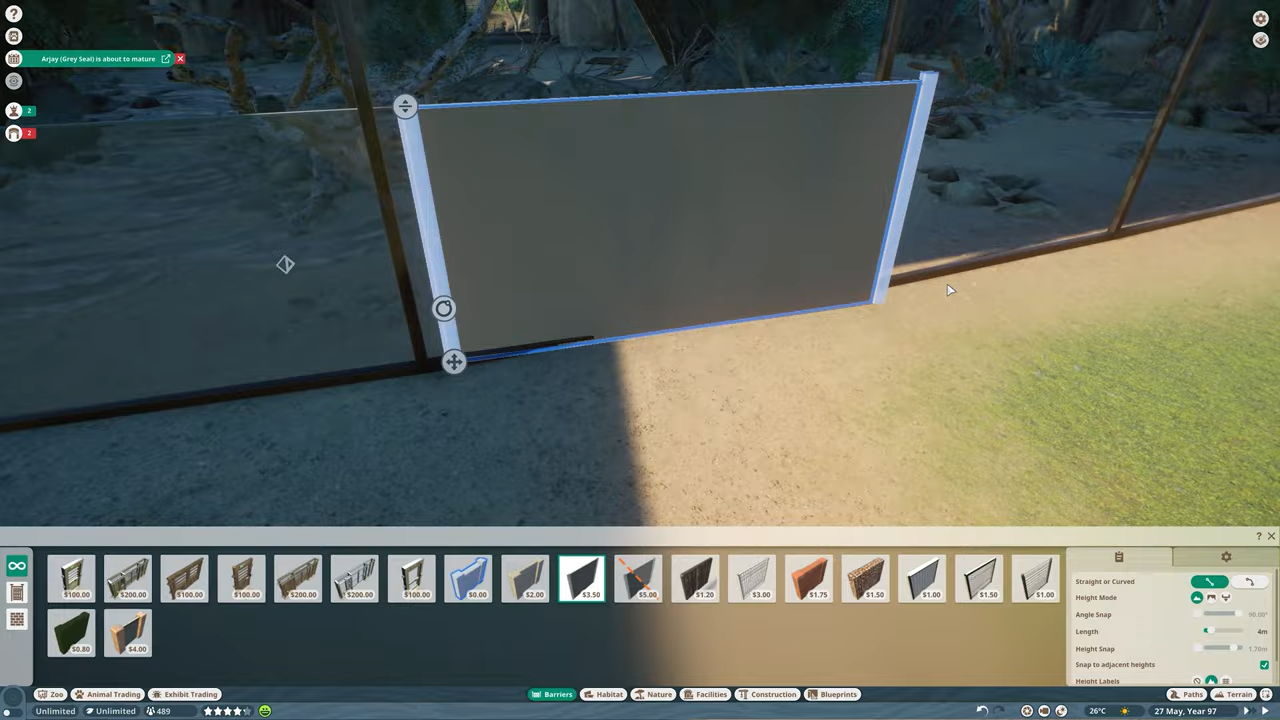 ?
Arjay (Grey Seal) is about to mature
2
2
? ×
$100.00 $200.00 $100.00 $100.00 $200.00 $200.00 $100.00 $0.00 $2.00 $3.50 $5.00 $1.20 $3.00 $1.75 $1.50 $1.00 $1.50 $1.00
$0.80 $4.00
Straight or Curved
Height Mode
Angle Snap 90.00°
Length 4m
Height Snap 1.70m
Snap to adjacent heights
Height Labels
Zoo Animal Trading Exhibit Trading Barriers Habitat Nature Facilities Construction Blueprints Paths Terrain
Unlimited Unlimited 489 26°C 27 May, Year 97